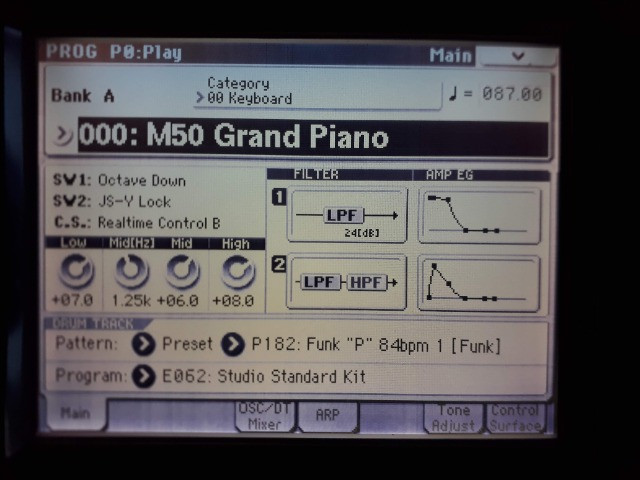 PROG P0:Play Main
Category
Bank A 00 Keyboard ♩= 087.00
000: M50 Grand Piano
FILTER AMP EG
SW1: Octave Down
SW2: JS-Y Lock
C.S.: Realtime Control B
1 LPF
24[dB]
Low Mid[Hz] Mid High
2 LPF HPF
+07.0 1.25k +06.0 +08.0
DRUM TRACK
Pattern: Preset P182: Funk "P" 84bpm 1 [Funk]
Program: E062: Studio Standard Kit
Main OSC/DT Mixer ARP Tone Adjust Control Surface